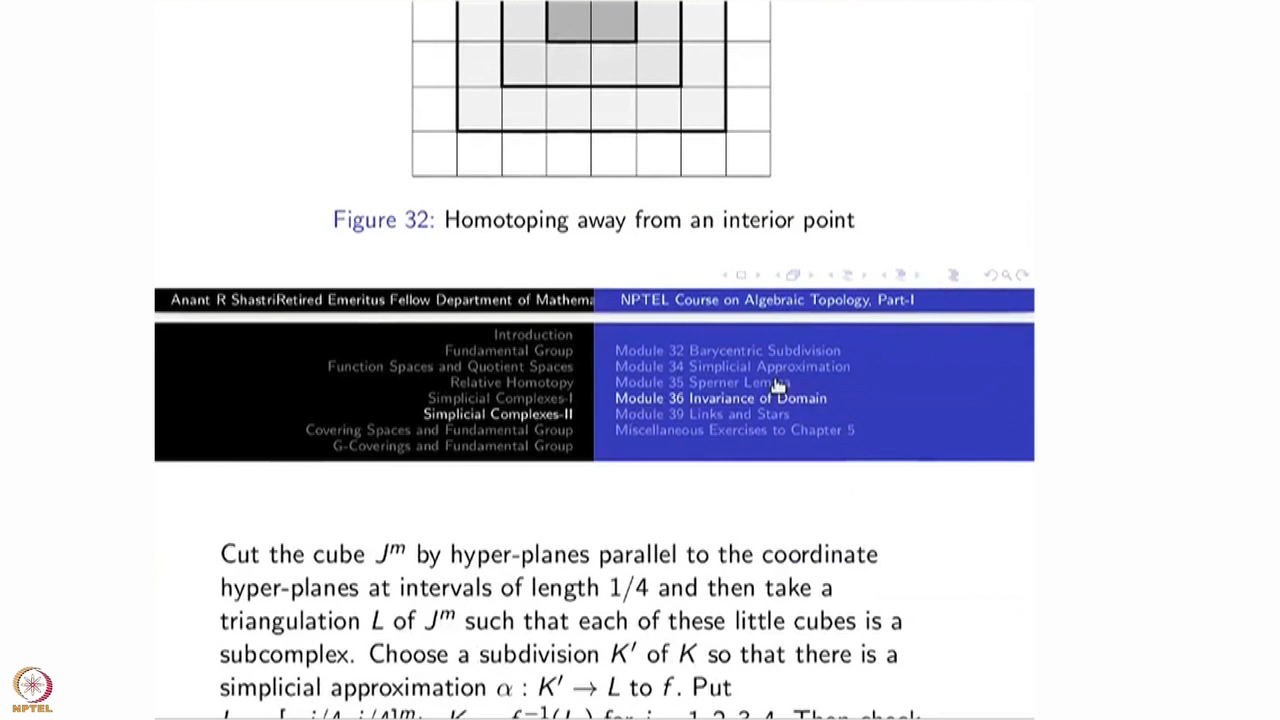 Figure 32: Homotoping away from an interior point
Anant R ShastriRetired Emeritus Fellow Department of Mathema
NPTEL Course on Algebraic Topology, Part-I
Introduction
Fundamental Group
Function Spaces and Quotient Spaces
Relative Homotopy
Simplicial Complexes-I
Simplicial Complexes-II
Covering Spaces and Fundamental Group
G-Coverings and Fundamental Group
Module 32 Barycentric Subdivision
Module 34 Simplicial Approximation
Module 35 Sperner
Module 36 Invariance of Domain
Module 39 Links and Stars
Miscellaneous Exercises to Chapter 5
Cut the cube Jᵐ by hyper-planes parallel to the coordinate
hyper-planes at intervals of length 1/4 and then take a
triangulation L of Jᵐ such that each of these little cubes is a
subcomplex. Choose a subdivision K′ of K so that there is a
simplicial approximation α : K′ → L to f. Put
NPTEL